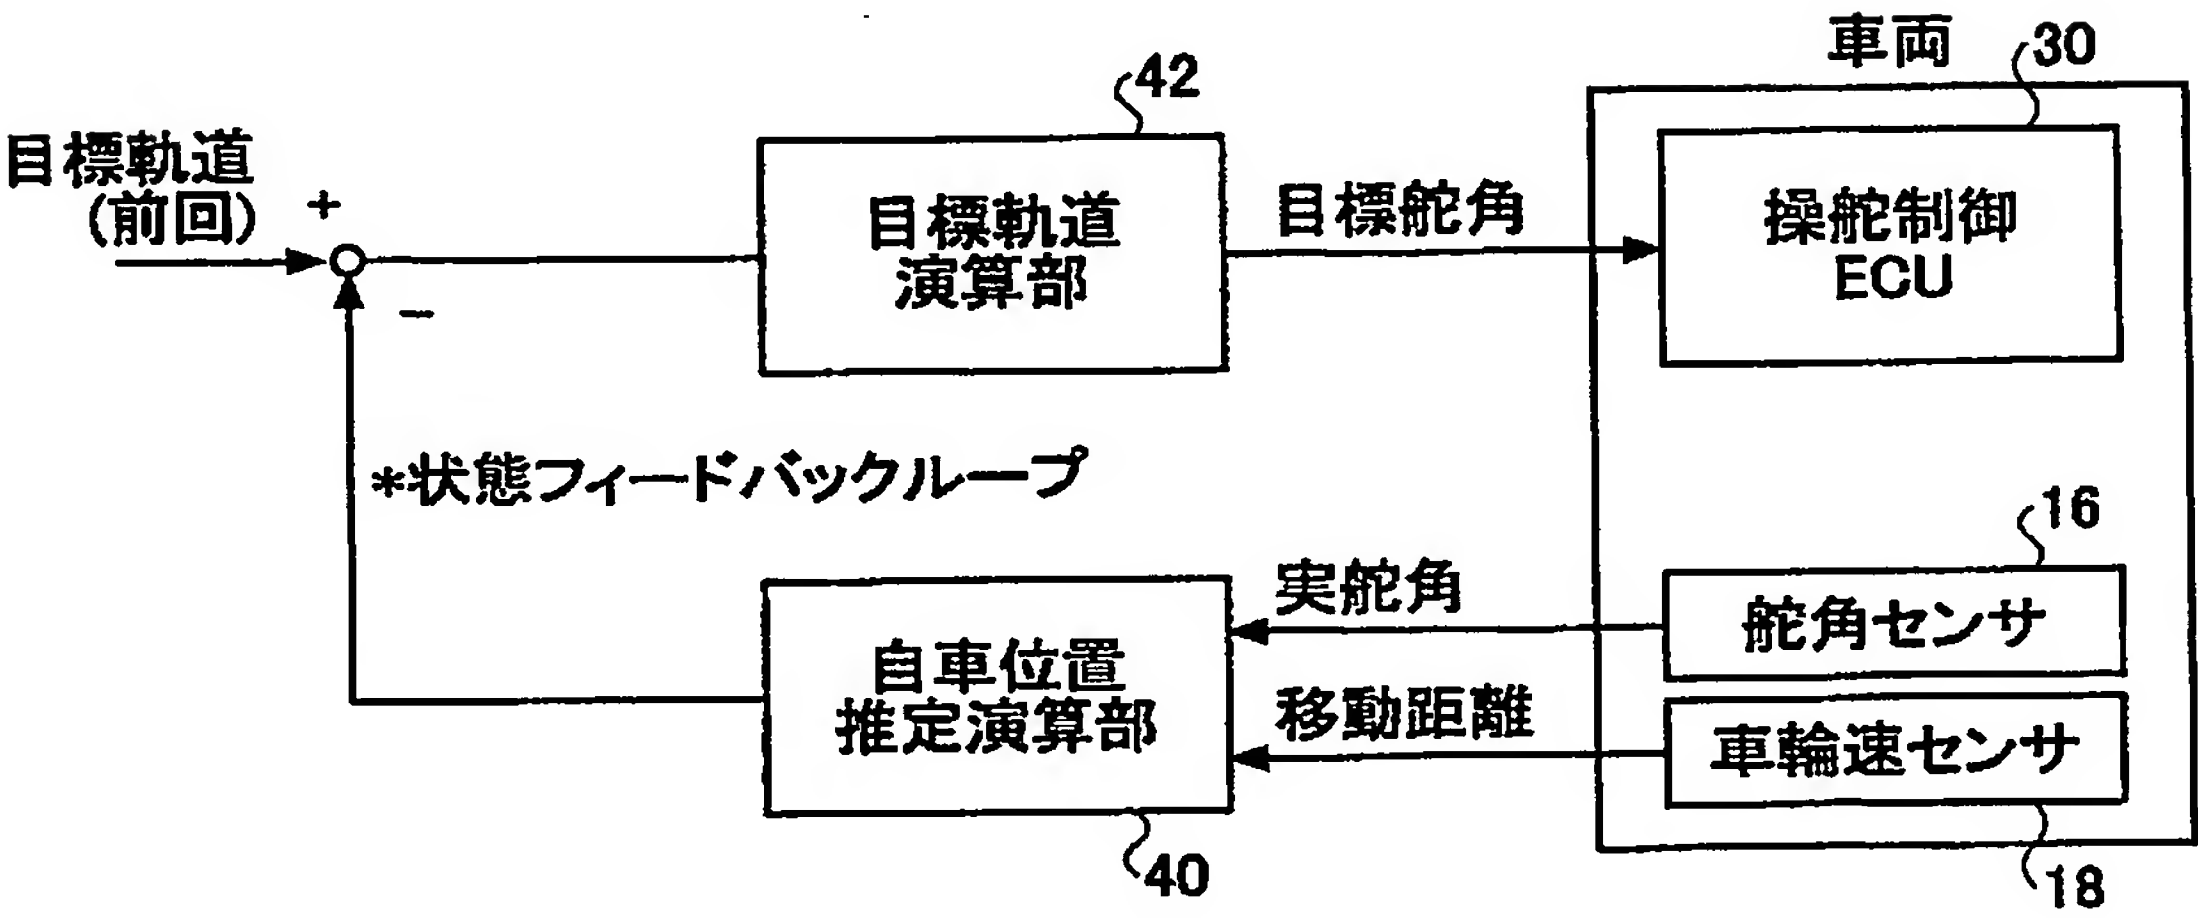 車両
30
42
目標軌道
(前回)
+
−
目標軌道
演算部
目標舵角
操舵制御
ECU
*状態フィードバックループ
16
実舵角
舵角センサ
自車位置
推定演算部
移動距離
車輪速センサ
40
18